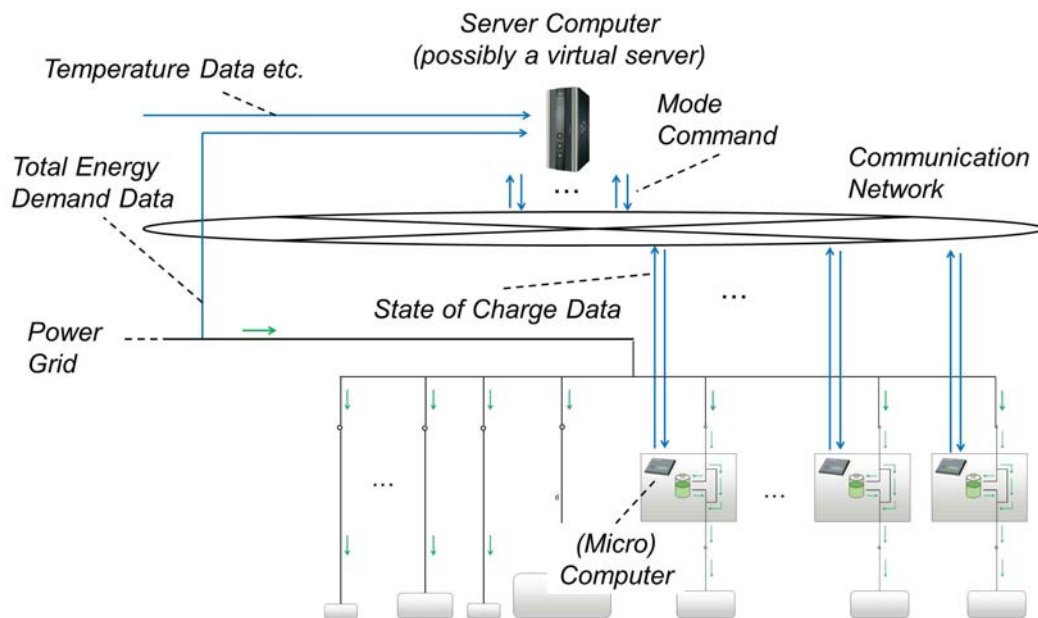 Server Computer
(possibly a virtual server)
Temperature Data etc.
Mode
Command
Total Energy
Demand Data
Communication
Network
...
State of Charge Data
...
Power
Grid
...
...
6
(Micro)
Computer